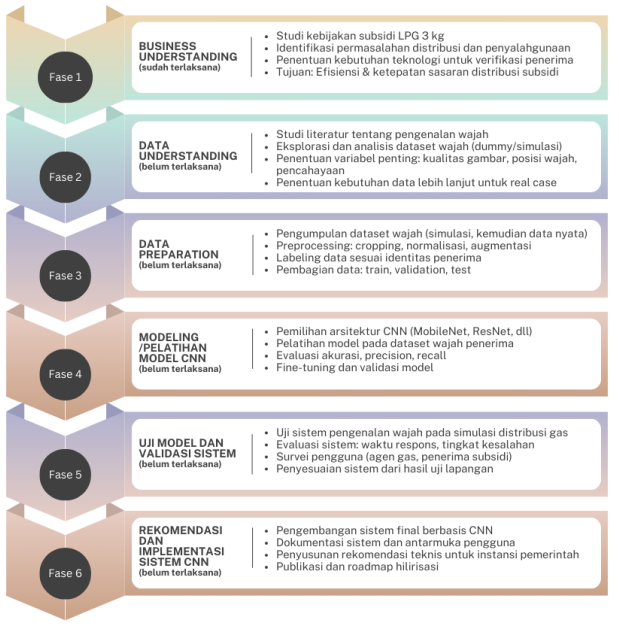 Fase 1
BUSINESS
UNDERSTANDING
(sudah terlaksana)
• Studi kebijakan subsidi LPG 3 kg
• Identifikasi permasalahan distribusi dan penyalahgunaan
• Penentuan kebutuhan teknologi untuk verifikasi penerima
• Tujuan: Efisiensi & ketepatan sasaran distribusi subsidi
Fase 2
DATA
UNDERSTANDING
(belum terlaksana)
• Studi literatur tentang pengenalan wajah
• Eksplorasi dan analisis dataset wajah (dummy/simulasi)
• Penentuan variabel penting: kualitas gambar, posisi wajah,
pencahayaan
• Penentuan kebutuhan data lebih lanjut untuk real case
Fase 3
DATA
PREPARATION
(belum terlaksana)
• Pengumpulan dataset wajah (simulasi, kemudian data nyata)
• Preprocessing: cropping, normalisasi, augmentasi
• Labeling data sesuai identitas penerima
• Pembagian data: train, validation, test
Fase 4
MODELING
/PELATIHAN
MODEL CNN
(belum terlaksana)
• Pemilihan arsitektur CNN (MobileNet, ResNet, dll)
• Pelatihan model pada dataset wajah penerima
• Evaluasi akurasi, precision, recall
• Fine-tuning dan validasi model
Fase 5
UJI MODEL DAN
VALIDASI SISTEM
(belum terlaksana)
• Uji sistem pengenalan wajah pada simulasi distribusi gas
• Evaluasi sistem: waktu respons, tingkat kesalahan
• Survei pengguna (agen gas, penerima subsidi)
• Penyesuaian sistem dari hasil uji lapangan
Fase 6
REKOMENDASI
DAN
IMPLEMENTASI
SISTEM CNN
(belum terlaksana)
• Pengembangan sistem final berbasis CNN
• Dokumentasi sistem dan antarmuka pengguna
• Penyusunan rekomendasi teknis untuk instansi pemerintah
• Publikasi dan roadmap hilirisasi